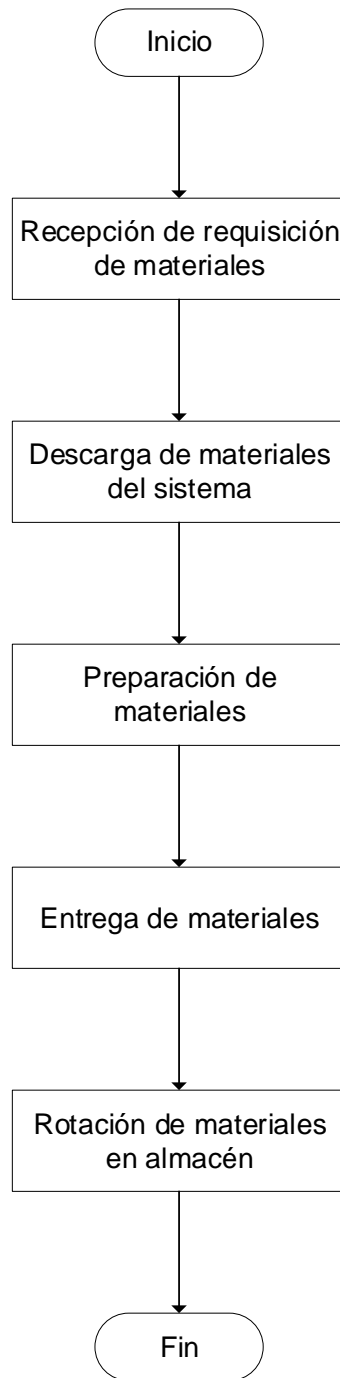 Inicio
Recepción de requisición
de materiales
Descarga de materiales
del sistema
Preparación de
materiales
Entrega de materiales
Rotación de materiales
en almacén
Fin